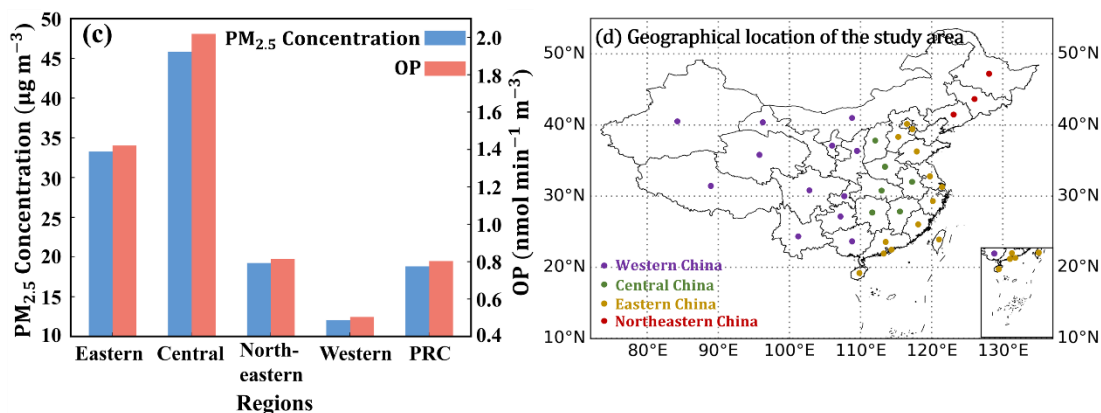 (c)
PM₂.₅ Concentration
OP
PM₂.₅ Concentration (μg m⁻³)
50
45
40
35
30
25
20
15
10
2.0
1.8
1.6
1.4
1.2
1.0
0.8
0.6
0.4
OP (nmol min⁻¹ m⁻³)
Eastern Central North-eastern Western PRC
Regions
(d) Geographical location of the study area
50°N 50°N
40°N 40°N
30°N 30°N
20°N 20°N
10°N 10°N
Western China
Central China
Eastern China
Northeastern China
80°E 90°E 100°E 110°E 120°E 130°E